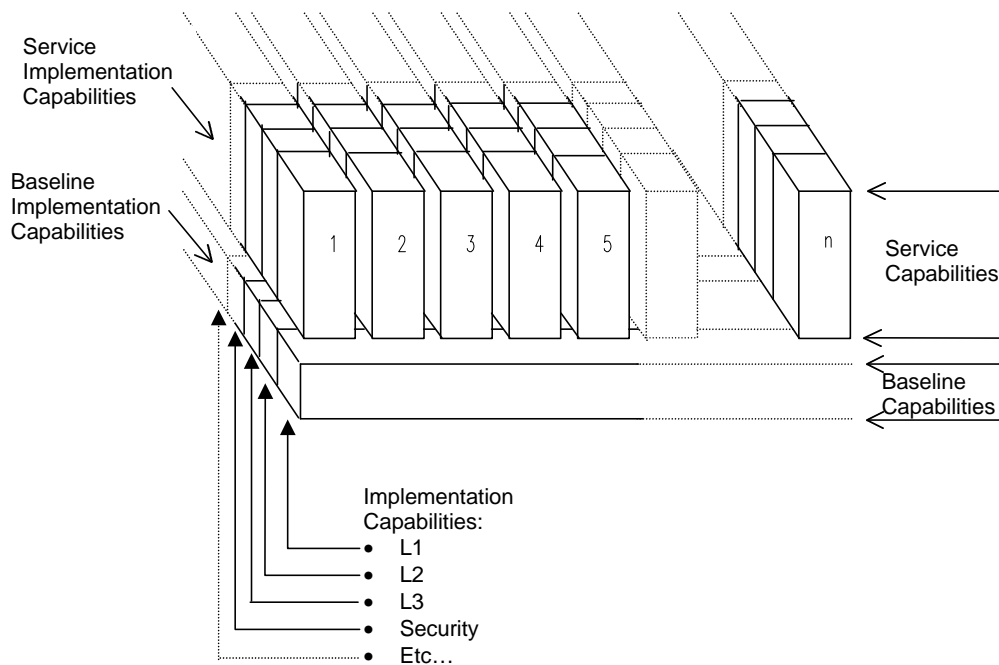 Service
Implementation
Capabilities
Baseline
Implementation
Capabilities
1
2
3
4
5
n
Service
Capabilities
Baseline
Capabilities
Implementation
Capabilities:
• L1
• L2
• L3
• Security
• Etc…